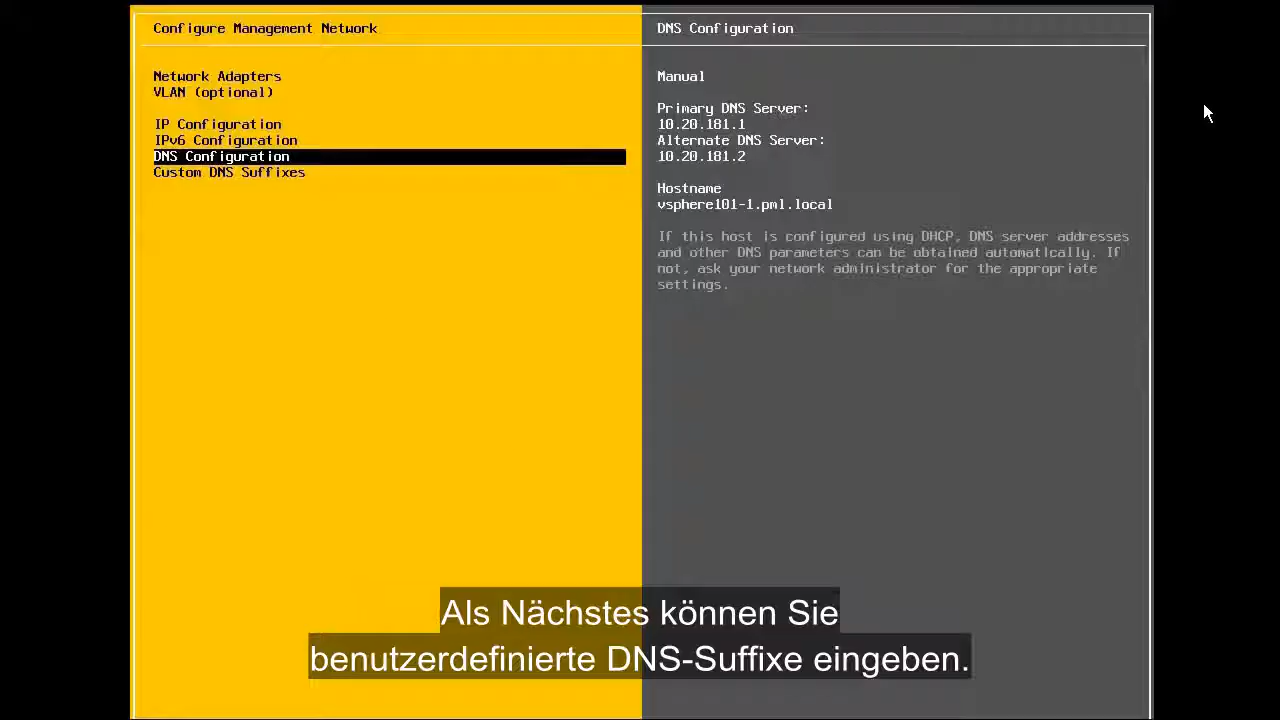 Configure Management Network
Network Adapters
VLAN (optional)
IP Configuration
IPv6 Configuration
DNS Configuration
Custom DNS Suffixes
DNS Configuration
Manual
Primary DNS Server:
10.20.181.1
Alternate DNS Server:
10.20.181.2
Hostname
vsphere101-1.pml.local
If this host is configured using DHCP, DNS server addresses
and other DNS parameters can be obtained automatically. If
not, ask your network administrator for the appropriate
settings.
Als Nächstes können Sie
benutzerdefinierte DNS-Suffixe eingeben.